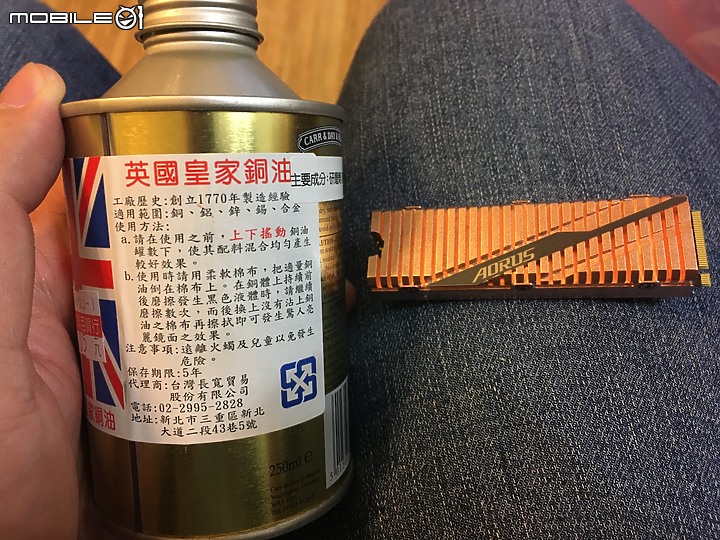 MOBILE01
CARR & DAY &
英國皇家銅油
主要成分:研磨
工廠歷史:創立1770年製造經驗
適用範圍:銅、鋁、鋅、錫、合金
使用方法:
a.請在使用之前,上下搖動銅油
罐數下,使其配料混合均勻產生
較好效果。
b.使用時請用柔軟棉布,把適量銅
油倒在棉布上。在銅體上持續前
後磨擦發生黑色液體時,請繼續
磨擦數次,而後換上沒有沾上銅
油之棉布再擦拭即可發生驚人亮
麗鏡面之效果。
注意事項:遠離火蠋及兒童以免發生
危險。
保存期限:5年
代理商:台灣長寬貿易
股份有限公司
電話:02-2995-2828
地址:新北市三重區新北
大道二段43巷5號
元
銅油
250ml e
AORUS